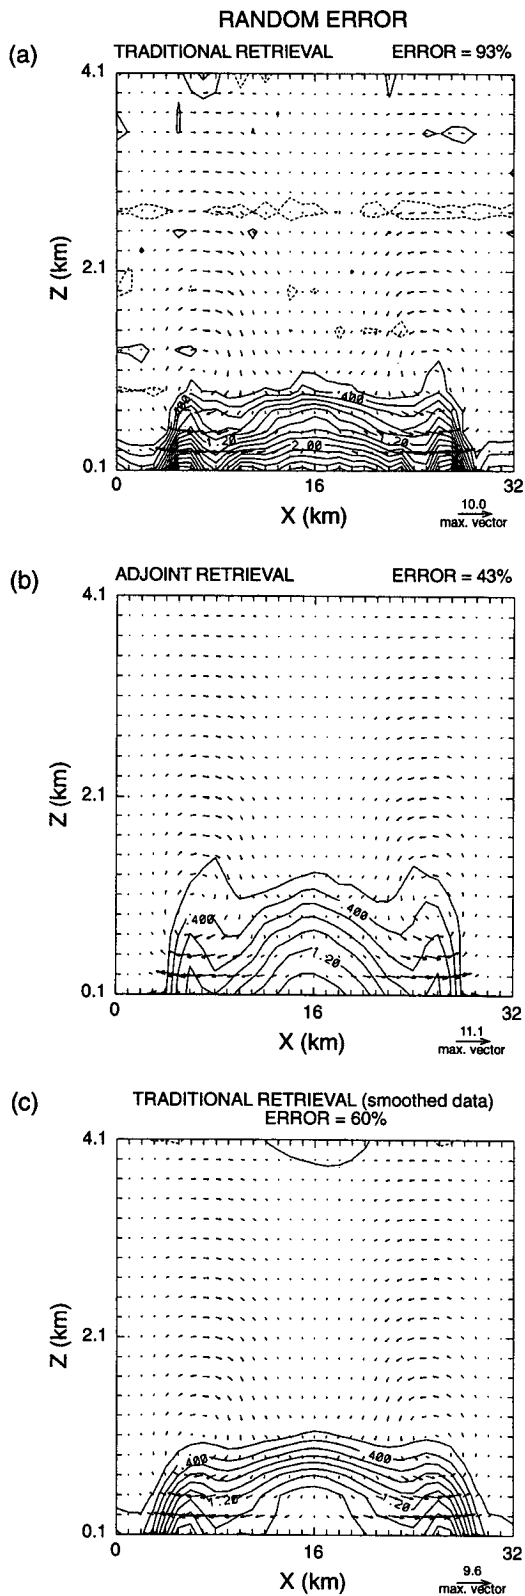 RANDOM ERROR
(a) TRADITIONAL RETRIEVAL ERROR = 93%
4.1
Z (km)
2.1
.400
.400
1.20
1.20
2.00
0.1
0 16 32
X (km)
10.0
max. vector
(b) ADJOINT RETRIEVAL ERROR = 43%
4.1
Z (km)
2.1
.400
.400
1.20
0.1
0 16 32
X (km)
11.1
max. vector
(c) TRADITIONAL RETRIEVAL (smoothed data)
ERROR = 60%
4.1
Z (km)
2.1
.400
.400
1.20
1.20
0.1
0 16 32
X (km)
9.6
max. vector